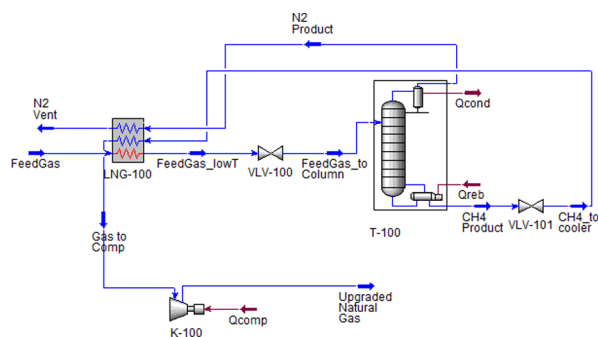 N2
Product
N2
Vent
Qcond
FeedGas
LNG-100
FeedGas_lowT
VLV-100
FeedGas_to
Column
Qreb
CH4
Product
VLV-101
CH4_to
cooler
T-100
Gas to
Comp
K-100
Qcomp
Upgraded
Natural
Gas